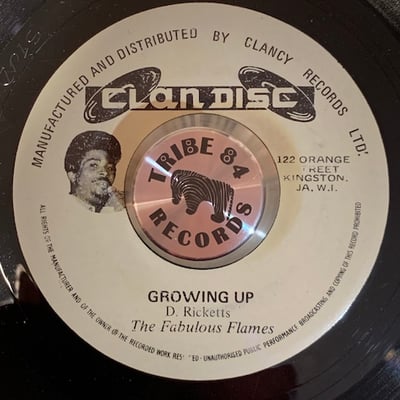 MANUFACTURED AND DISTRIBUTED BY CLANCY RECORDS LTD.
CLANDISC
TRIBE 84
RECORDS
122 ORANGE
STREET
KINGSTON.
JA, W.I.
GROWING UP
D. Ricketts
The Fabulous Flames
ALL RIGHTS OF THE MANUFACTURER AND OF THE OWNER OF THE RECORDED WORK RES ED - UNAUTHORISED PUBLIC PERFORMANCE BROADCASTING AND COPYING OF THIS RECORD PROHIBITED